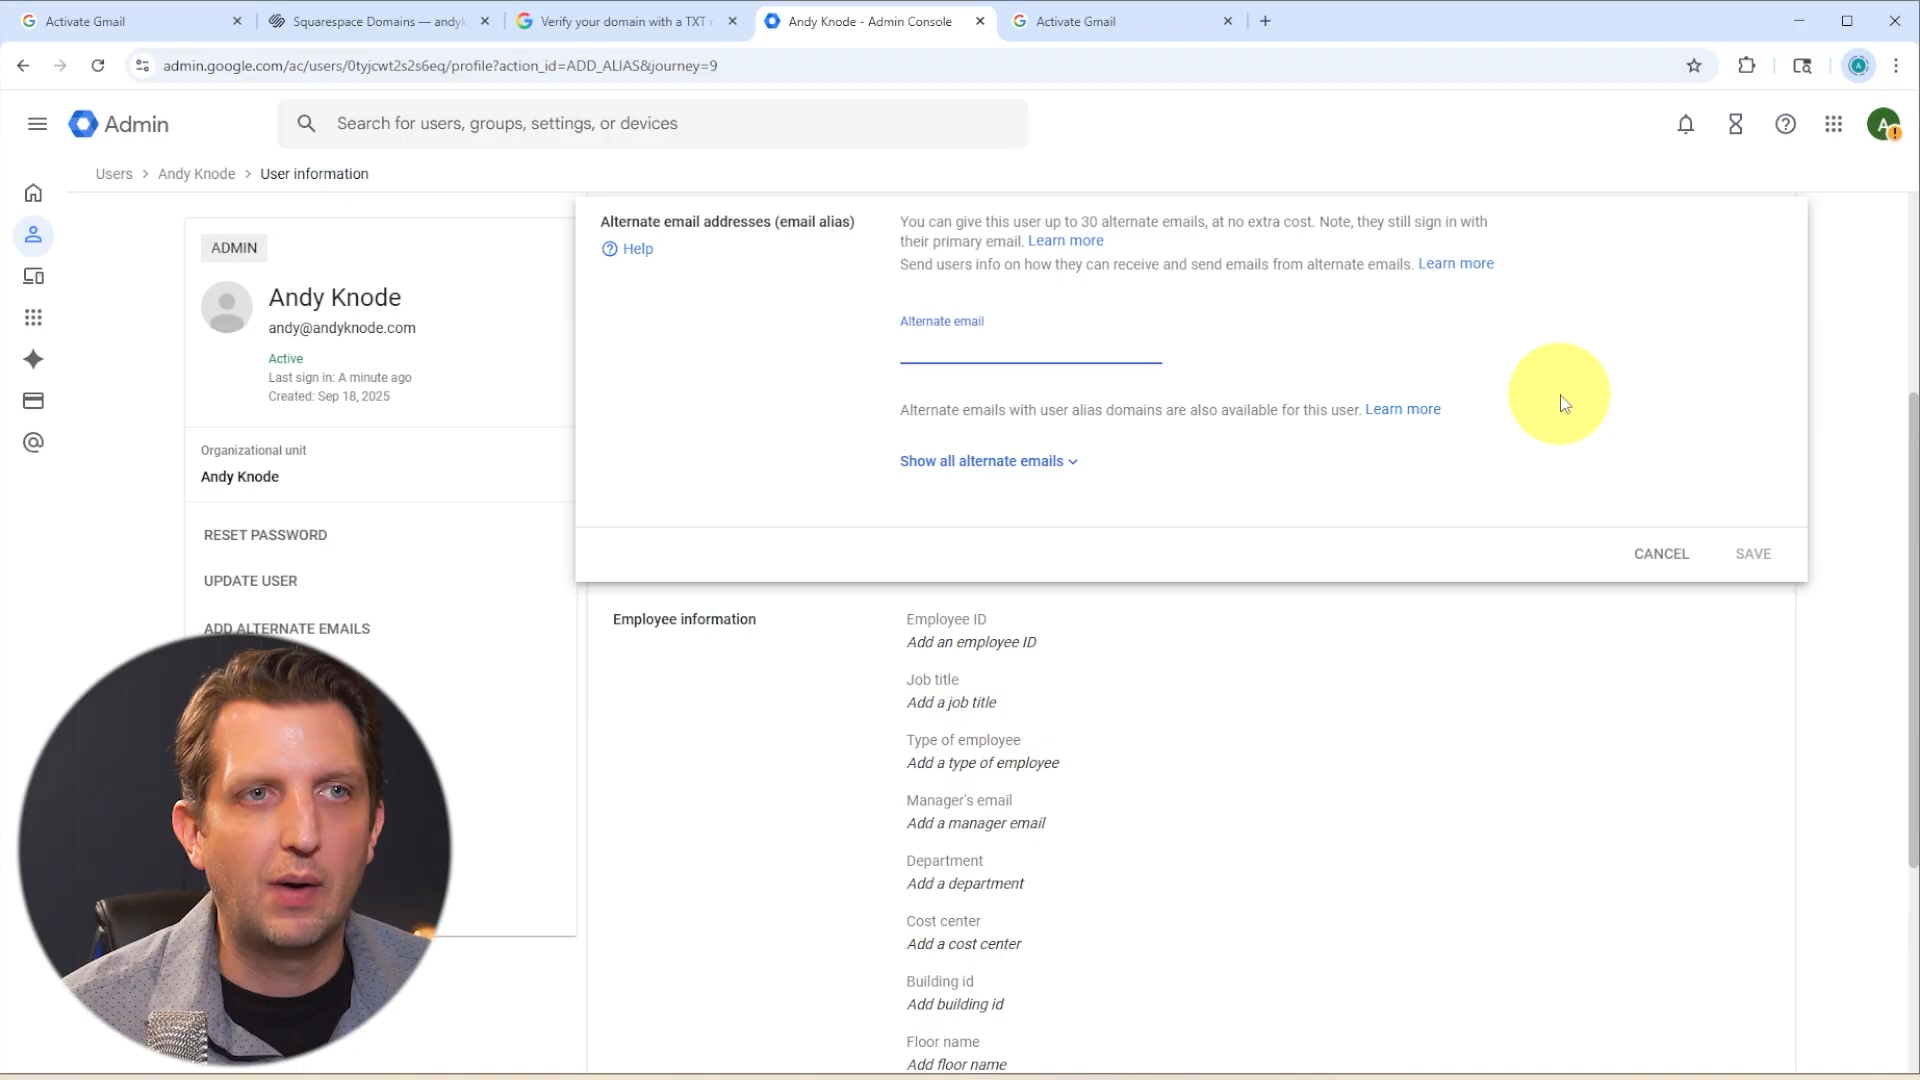 Activate Gmail
Squarespace Domains — andyk
Verify your domain with a TXT r
Andy Knode - Admin Console
Activate Gmail
admin.google.com/ac/users/0tyjcwt2s2s6eq/profile?action_id=ADD_ALIAS&journey=9
Admin
Search for users, groups, settings, or devices
A
Users > Andy Knode > User information
ADMIN
Andy Knode
andy@andyknode.com
Active
Last sign in: A minute ago
Created: Sep 18, 2025
Organizational unit
Andy Knode
RESET PASSWORD
UPDATE USER
ADD ALTERNATE EMAILS
Alternate email addresses (email alias)
Help
You can give this user up to 30 alternate emails, at no extra cost. Note, they still sign in with
their primary email. Learn more
Send users info on how they can receive and send emails from alternate emails. Learn more
Alternate email
Alternate emails with user alias domains are also available for this user. Learn more
Show all alternate emails
CANCEL
SAVE
Employee information
Employee ID
Add an employee ID
Job title
Add a job title
Type of employee
Add a type of employee
Manager's email
Add a manager email
Department
Add a department
Cost center
Add a cost center
Building id
Add building id
Floor name
Add floor name